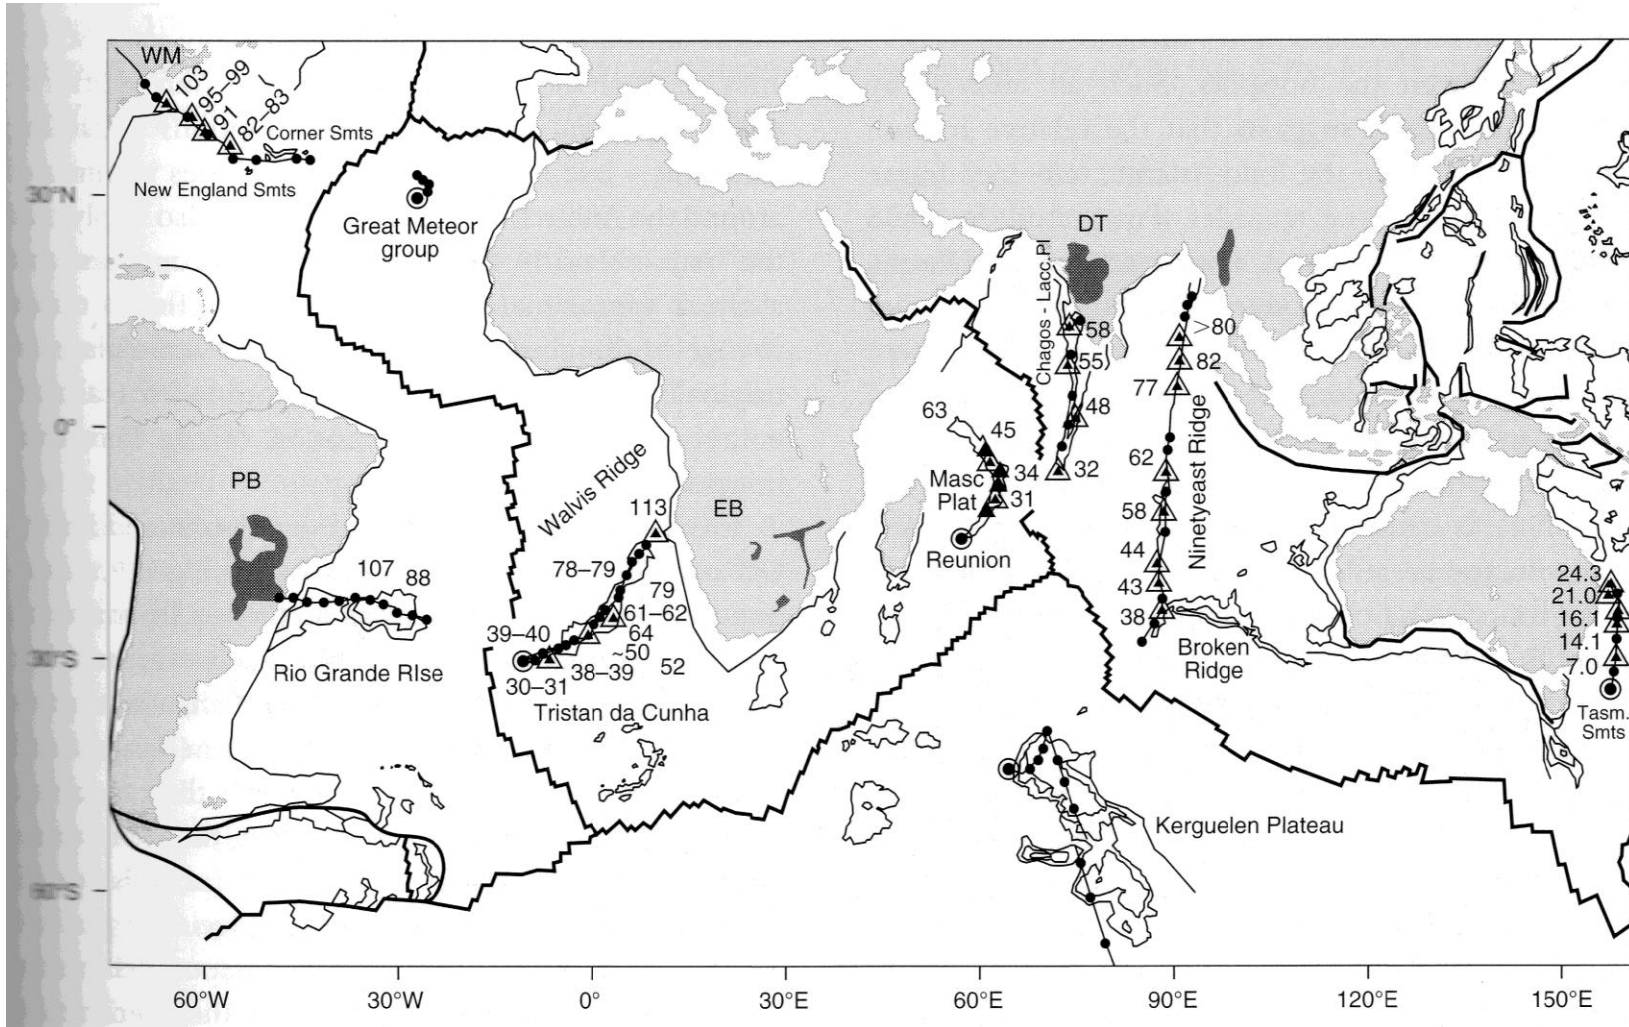 WM
103
95–99
91
82–83
Corner Smts
New England Smts
30°N
Great Meteor
group
DT
Chagos - Lacc.Pl
58
55
48
32
>80
82
77
Ninetyeast Ridge
62
58
44
43
38
Broken
Ridge
0°
63
45
34
Masc
Plat
31
Reunion
PB
Walvis Ridge
EB
113
107
88
78–79
79
61–62
64
39–40
~50
52
38–39
30–31
Rio Grande RIse
Tristan da Cunha
30°S
24.3
21.0
16.1
14.1
7.0
Tasm.
Smts
Kerguelen Plateau
60°S
60°W
30°W
0°
30°E
60°E
90°E
120°E
150°E